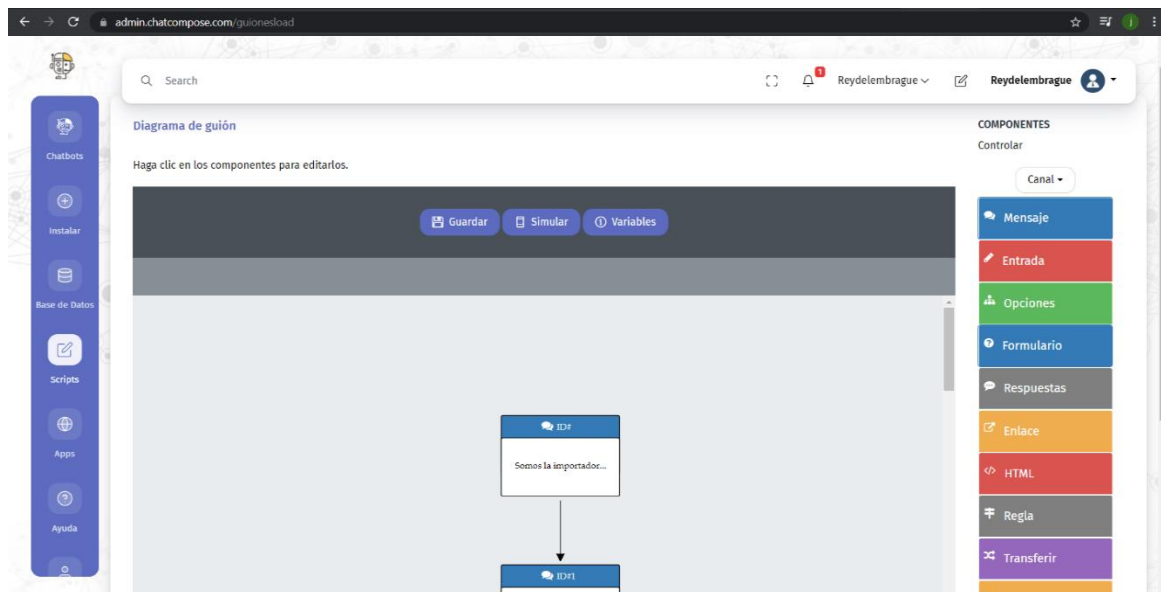 admin.chatcompose.com/guionesload
Search
1
Reydelembrague
Reydelembrague
Chatbots
Instalar
Base de Datos
Scripts
Apps
Ayuda
Diagrama de guión
Haga clic en los componentes para editarlos.
Guardar
Simular
Variables
ID#
Somos la importador...
ID#1
COMPONENTES
Controlar
Canal
Mensaje
Entrada
Opciones
Formulario
Respuestas
Enlace
HTML
Regla
Transferir